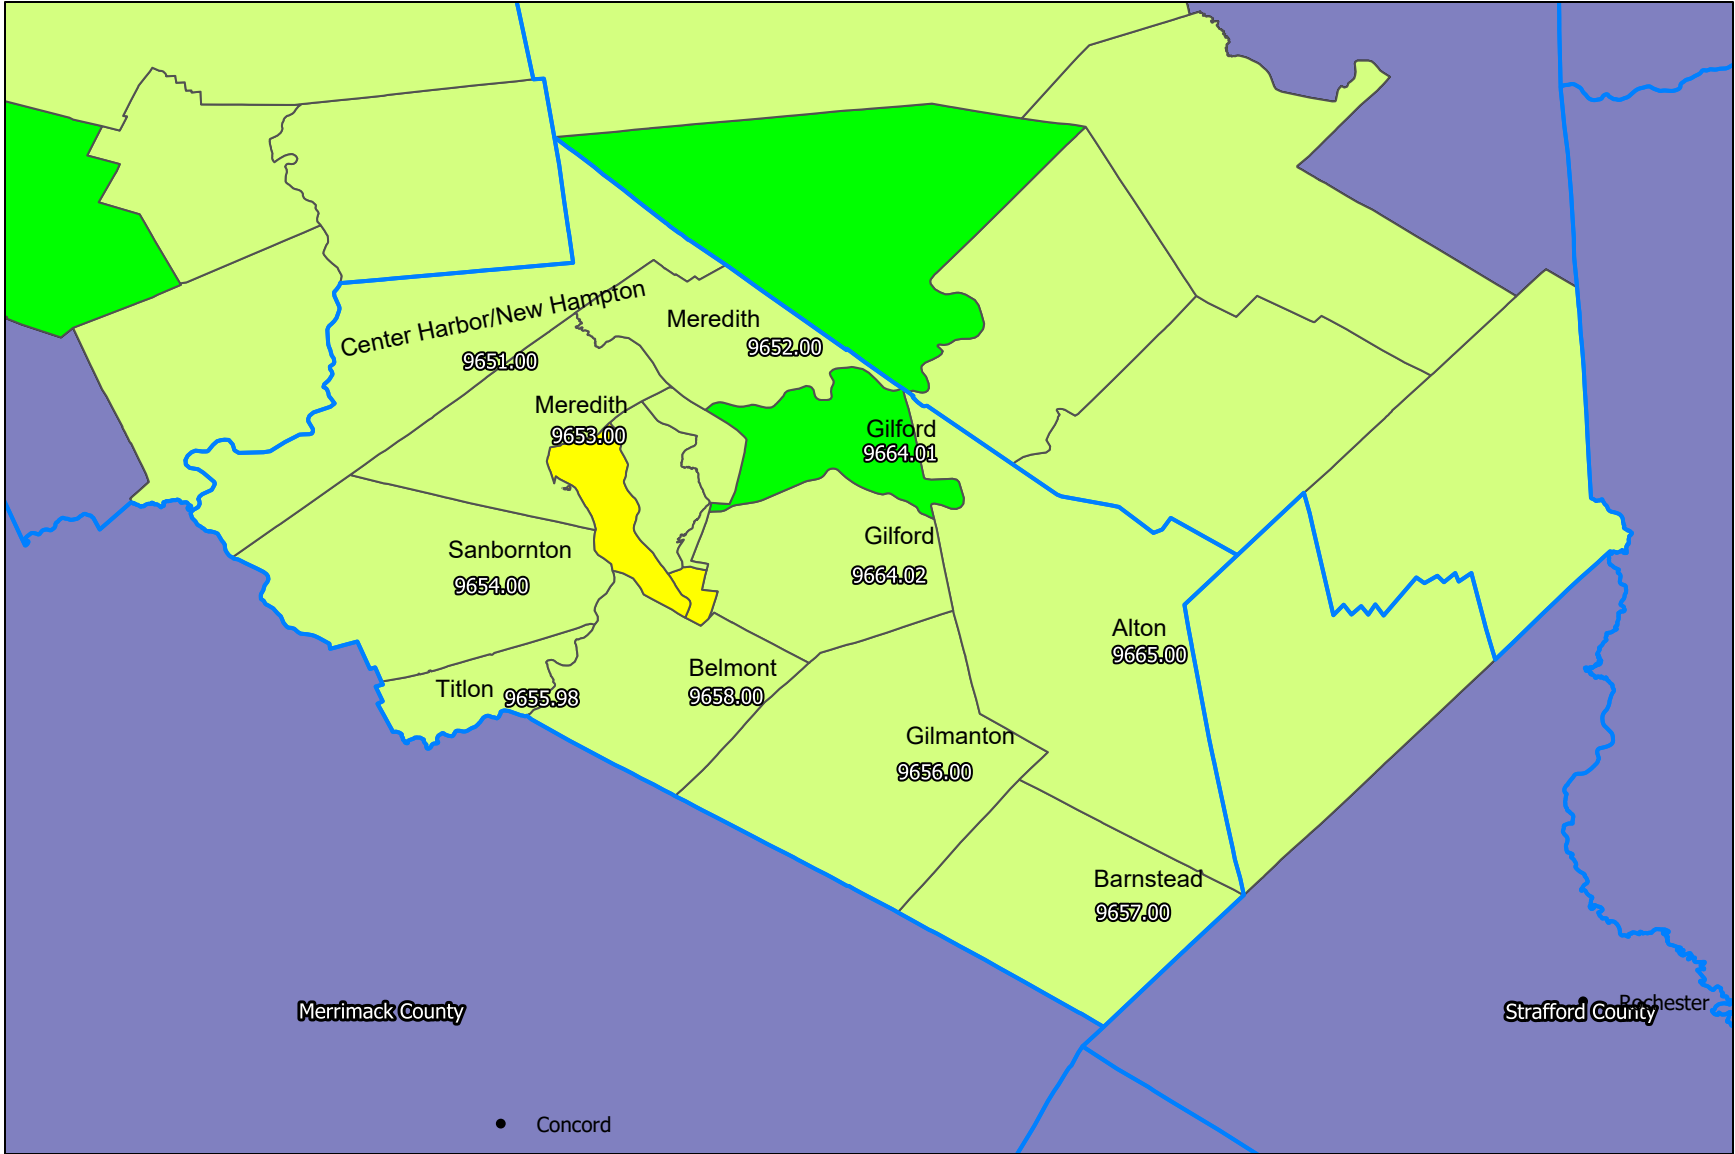 Center Harbor/New Hampton
9651.00
Meredith
9652.00
Meredith
9653.00
Gilford
9664.01
Gilford
9664.02
Sanbornton
9654.00
Alton
9665.00
Titlon
9655.98
Belmont
9658.00
Gilmanton
9656.00
Barnstead
9657.00
Merrimack County
Rochester
Strafford County
Concord